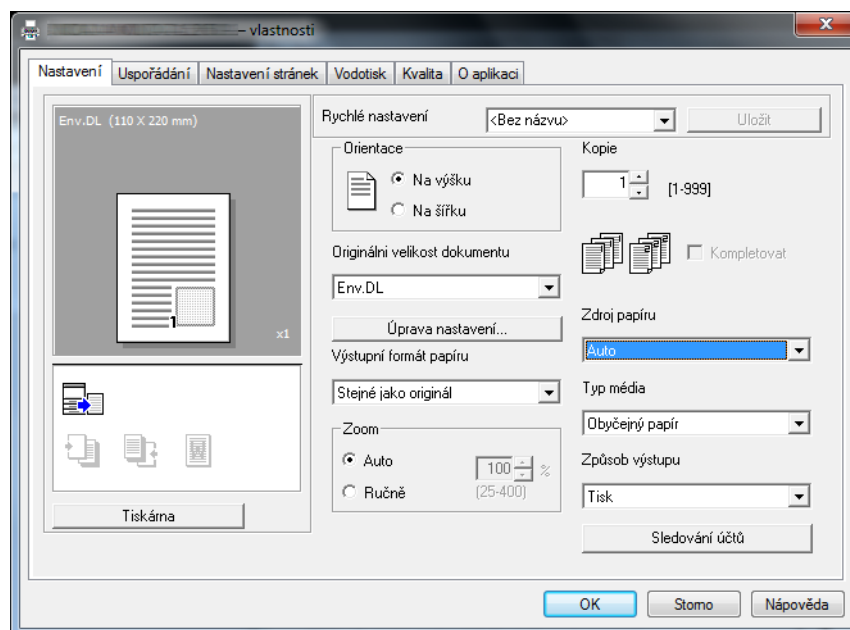 – vlastnosti
Nastavení Uspořádání Nastavení stránek Vodotisk Kvalita O aplikaci
Env.DL (110 X 220 mm)
1
x1
Tiskárna
Rychlé nastavení <Bez názvu> Uložit
Orientace
Na výšku
Na šířku
Originálni velikost dokumentu
Env.DL
Úprava nastavení...
Výstupní formát papíru
Stejné jako originál
Zoom
Auto 100 %
Ručně (25-400)
Kopie
1 [1-999]
Kompletovat
Zdroj papíru
Auto
Typ média
Obyčejný papír
Způsob výstupu
Tisk
Sledování účtů
OK Storno Nápověda